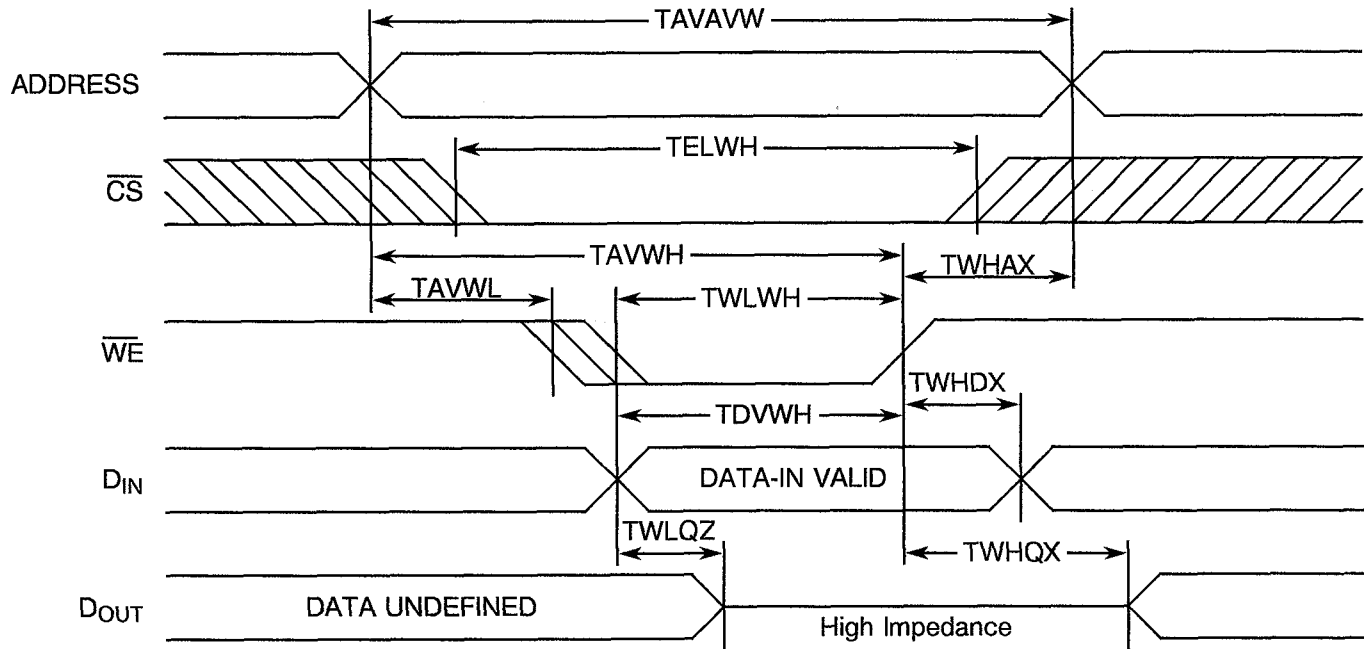 TAVAVW
ADDRESS
TELWH
CS
TAVWH
TWHAX
TAVWL
TWLWH
WE
TWHDX
TDVWH
DIN
DATA-IN VALID
TWLQZ
TWHQX
DOUT
DATA UNDEFINED
High Impedance